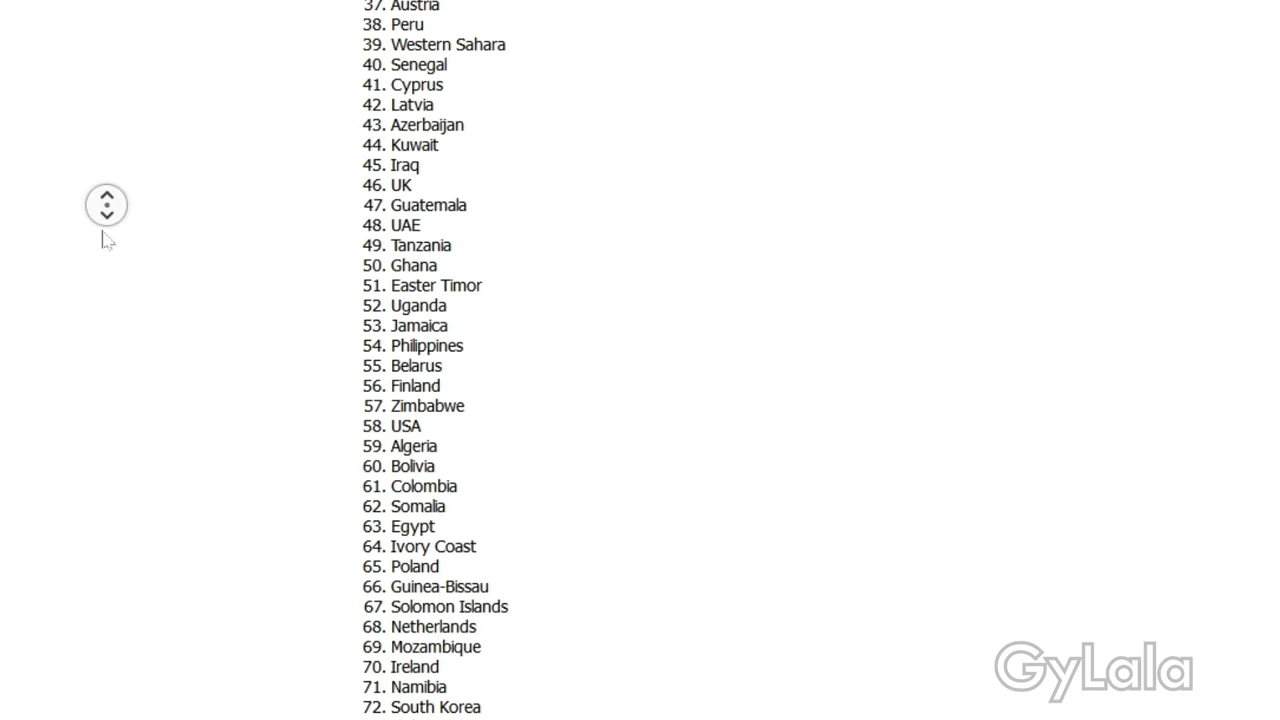 37. Austria
38. Peru
39. Western Sahara
40. Senegal
41. Cyprus
42. Latvia
43. Azerbaijan
44. Kuwait
45. Iraq
46. UK
47. Guatemala
48. UAE
49. Tanzania
50. Ghana
51. Easter Timor
52. Uganda
53. Jamaica
54. Philippines
55. Belarus
56. Finland
57. Zimbabwe
58. USA
59. Algeria
60. Bolivia
61. Colombia
62. Somalia
63. Egypt
64. Ivory Coast
65. Poland
66. Guinea-Bissau
67. Solomon Islands
68. Netherlands
69. Mozambique
70. Ireland
71. Namibia
72. South Korea
GyLala